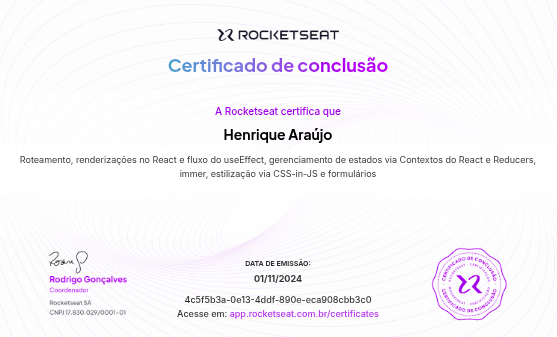 ROCKETSEAT
Certificado de conclusão
A Rocketseat certifica que
Henrique Araújo
Roteamento, renderizações no React e fluxo do useEffect, gerenciamento de estados via Contextos do React e Reducers,
immer, estilização via CSS-in-JS e formulários
Rodrigo Gonçalves
Coordenador
Rocketseat SA
CNPJ 17.830.029/0001-01
DATA DE EMISSÃO:
01/11/2024
4c5f5b3a-0e13-4ddf-890e-eca908cbb3c0
Acesse em: app.rocketseat.com.br/certificates
CERTIFICADO DE CONCLUSÃO
CERTIFICADO DE CONCLUSÃO